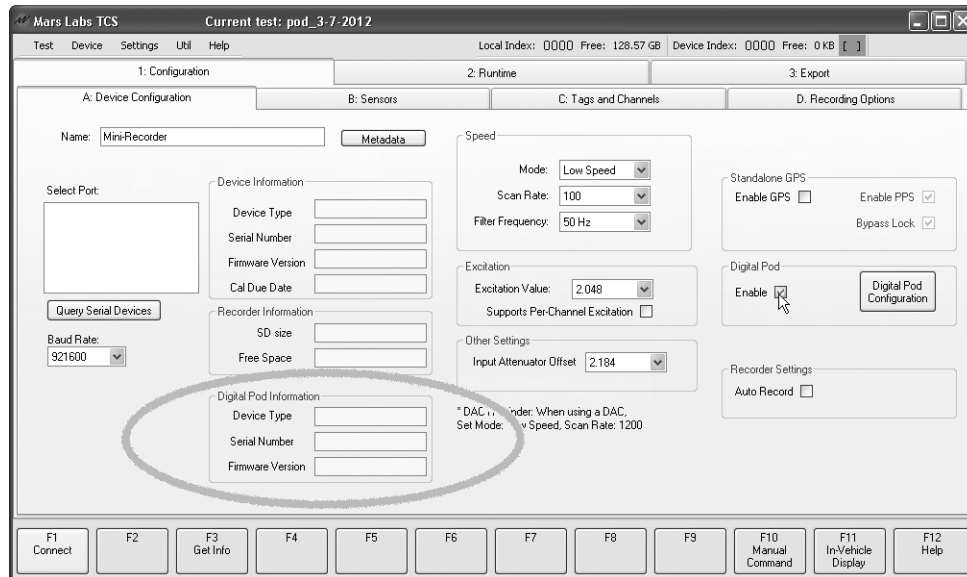 Mars Labs TCS Current test: pod_3-7-2012
Test Device Settings Util Help Local Index: 0000 Free: 128.57 GB Device Index: 0000 Free: 0 KB [ ]
1: Configuration 2: Runtime 3: Export
A: Device Configuration B: Sensors C: Tags and Channels D. Recording Options
Name: Mini-Recorder Metadata
Select Port:
Query Serial Devices
Baud Rate:
921600
Device Information
Device Type
Serial Number
Firmware Version
Cal Due Date
Recorder Information
SD size
Free Space
Digital Pod Information
Device Type
Serial Number
Firmware Version
Speed
Mode: Low Speed
Scan Rate: 100
Filter Frequency: 50 Hz
Excitation
Excitation Value: 2.048
Supports Per-Channel Excitation
Other Settings
Input Attenuator Offset 2.184
* DAC When using a DAC,
Set Mode: Speed, Scan Rate: 1200
Standalone GPS
Enable GPS Enable PPS
Bypass Lock
Digital Pod
Enable Digital Pod
Configuration
Recorder Settings
Auto Record
F1 F2 F3 F4 F5 F6 F7 F8 F9 F10 F11 F12
Connect Get Info Manual In-Vehicle Help
Command Display